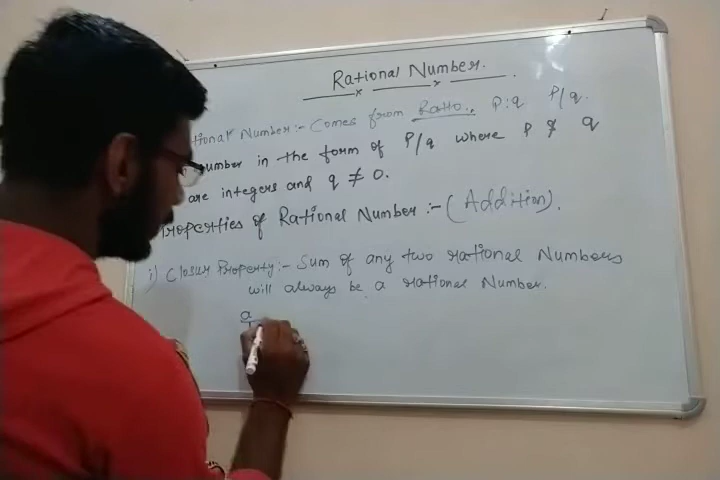 Rational Number.
tional Number:- Comes from Ratio., P:q P/q.
number in the form of P/q where P & q
are integers and q ≠ 0.
Properties of Rational Number:- (Addition).
i) Closur Property:- Sum of any two rational Numbers
will always be a rational Number.
a